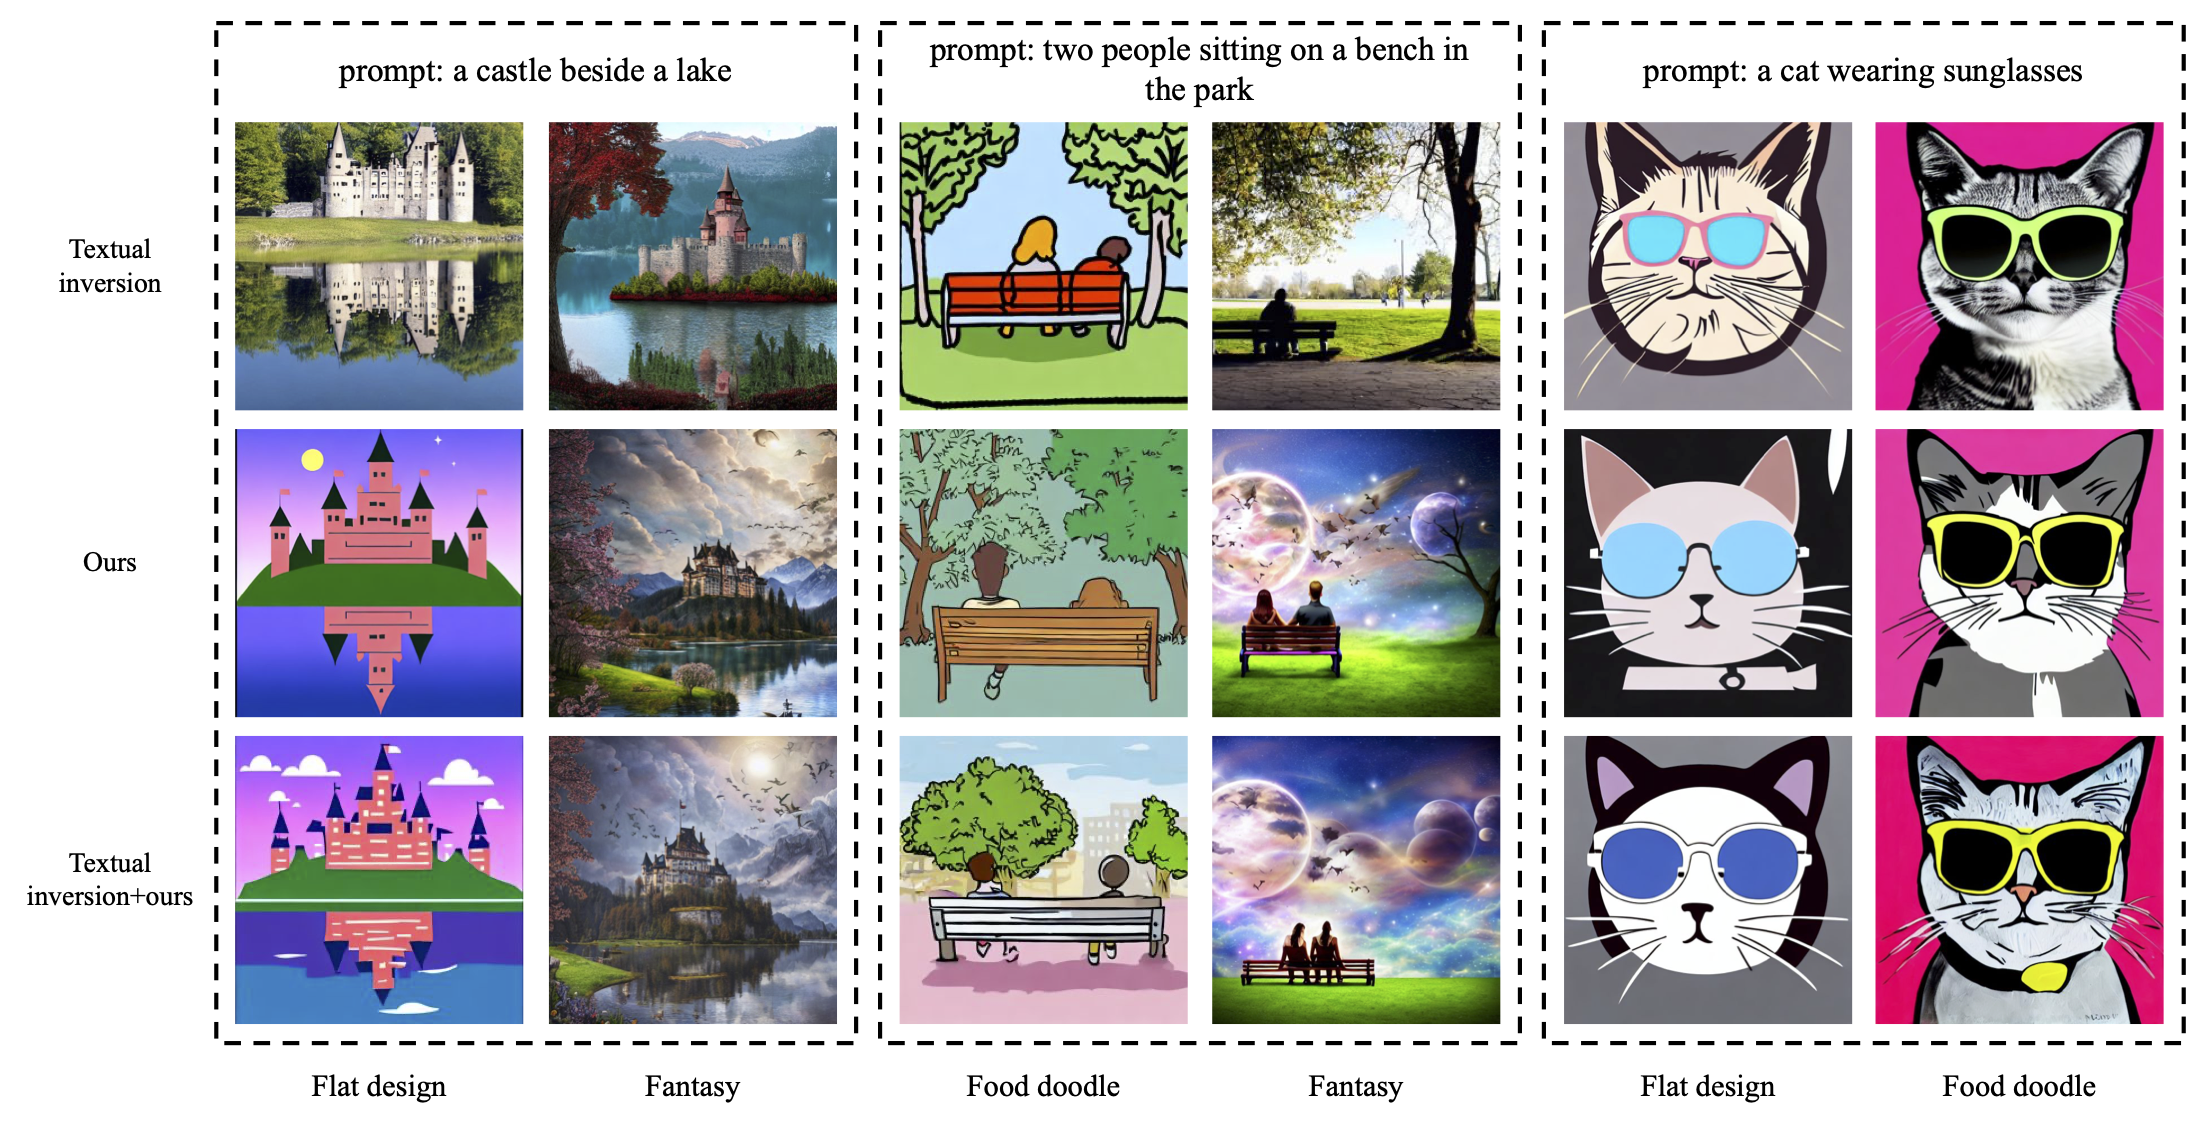 prompt: a castle beside a lake
prompt: two people sitting on a bench in
the park
prompt: a cat wearing sunglasses
Textual
inversion
Ours
Textual
inversion+ours
Flat design
Fantasy
Food doodle
Fantasy
Flat design
Food doodle